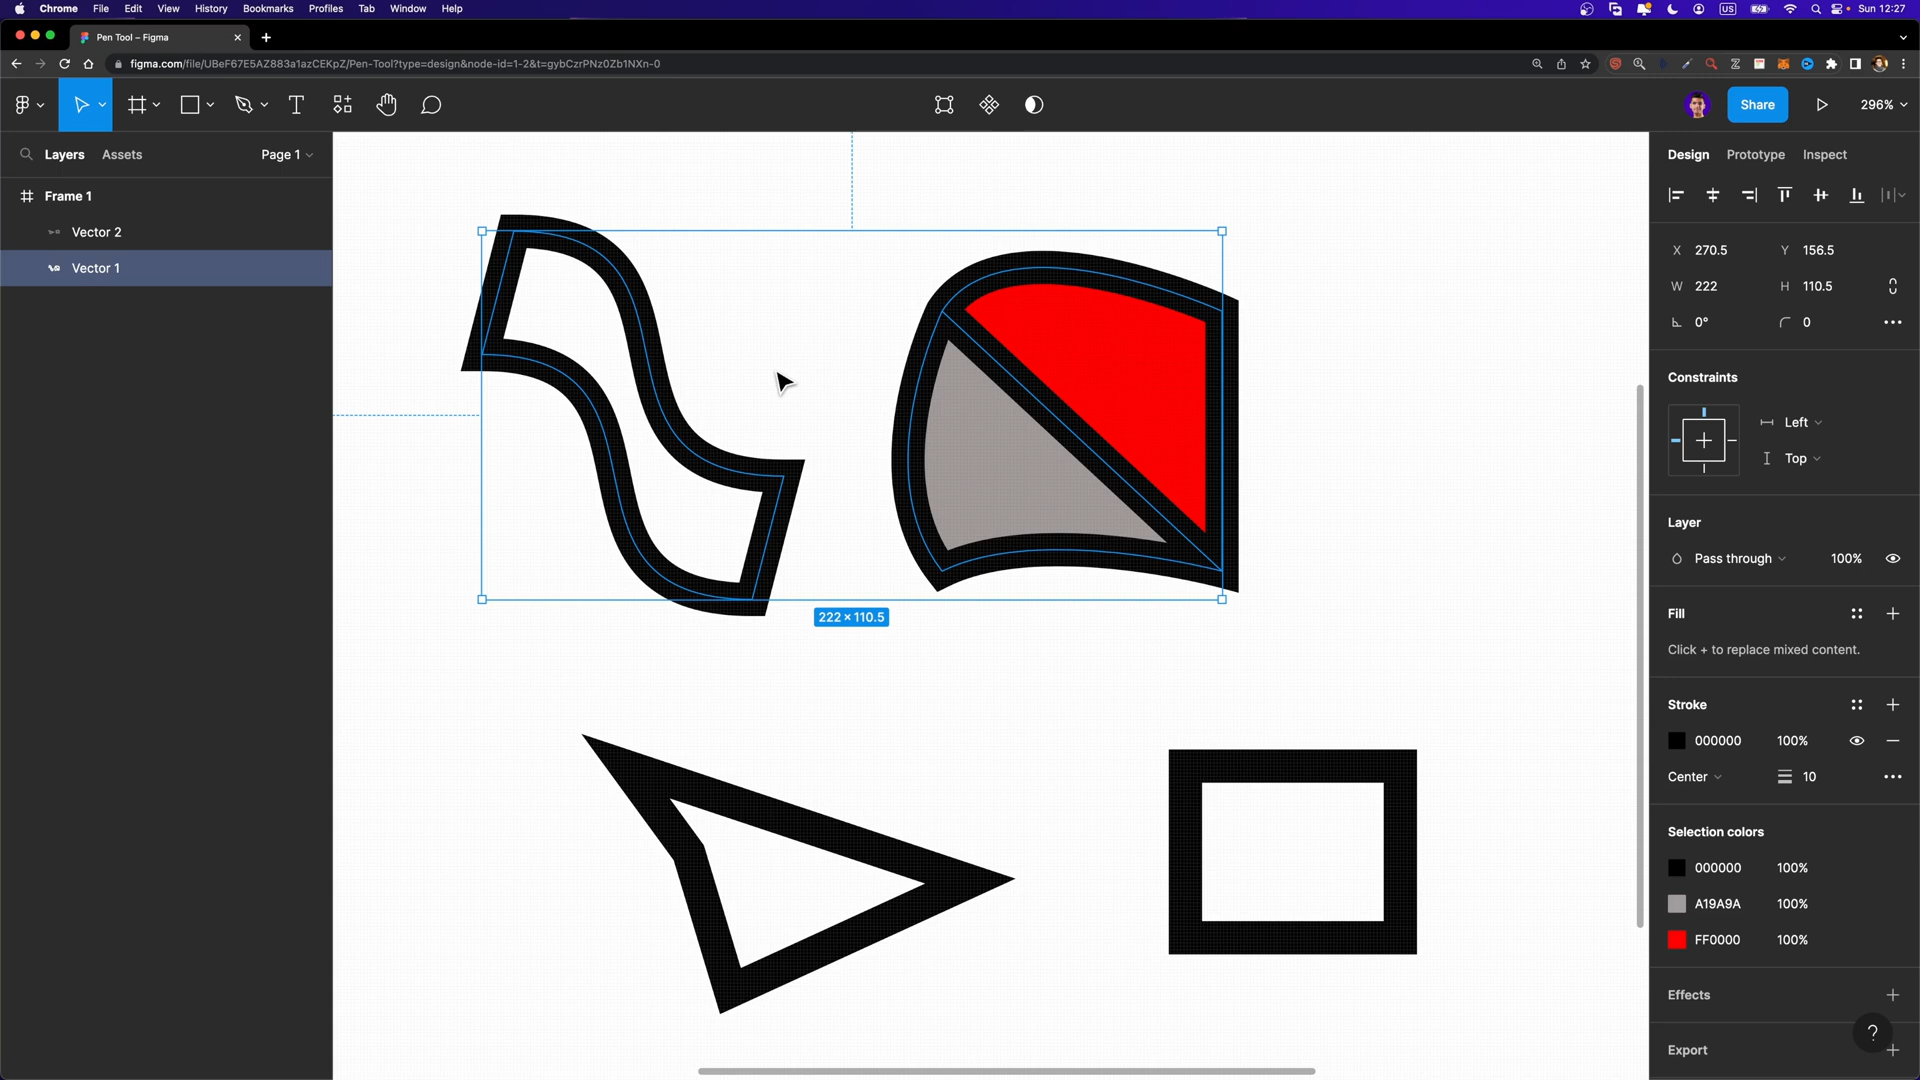 Chrome File Edit View History Bookmarks Profiles Tab Window Help US Sun 12:27
Pen Tool – Figma
figma.com/file/UBeF67E5AZ883a1azCEKpZ/Pen-Tool?type=design&node-id=1-2&t=gybCzrPNz0Zb1NXn-0
Share 296%
Layers Assets Page 1
Design Prototype Inspect
Frame 1
Vector 2
Vector 1
X 270.5 Y 156.5
W 222 H 110.5
0° 0
Constraints
Left
Top
Layer
Pass through 100%
Fill
Click + to replace mixed content.
222 × 110.5
Stroke
000000 100%
Center 10
Selection colors
000000 100%
A19A9A 100%
FF0000 100%
Effects
Export
?